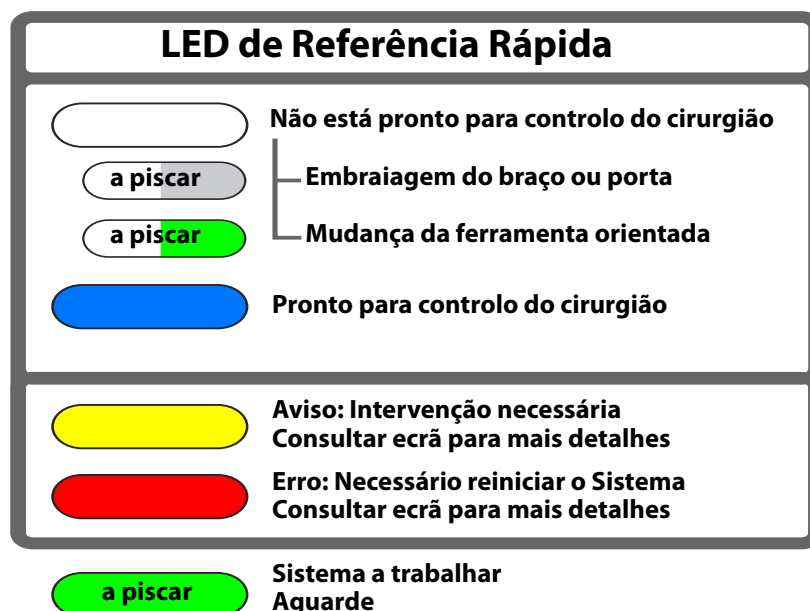 LED de Referência Rápida
Não está pronto para controlo do cirurgião
a piscar
Embraiagem do braço ou porta
a piscar
Mudança da ferramenta orientada
Pronto para controlo do cirurgião
Aviso: Intervenção necessária
Consultar ecrã para mais detalhes
Erro: Necessário reiniciar o Sistema
Consultar ecrã para mais detalhes
a piscar
Sistema a trabalhar
Aguarde